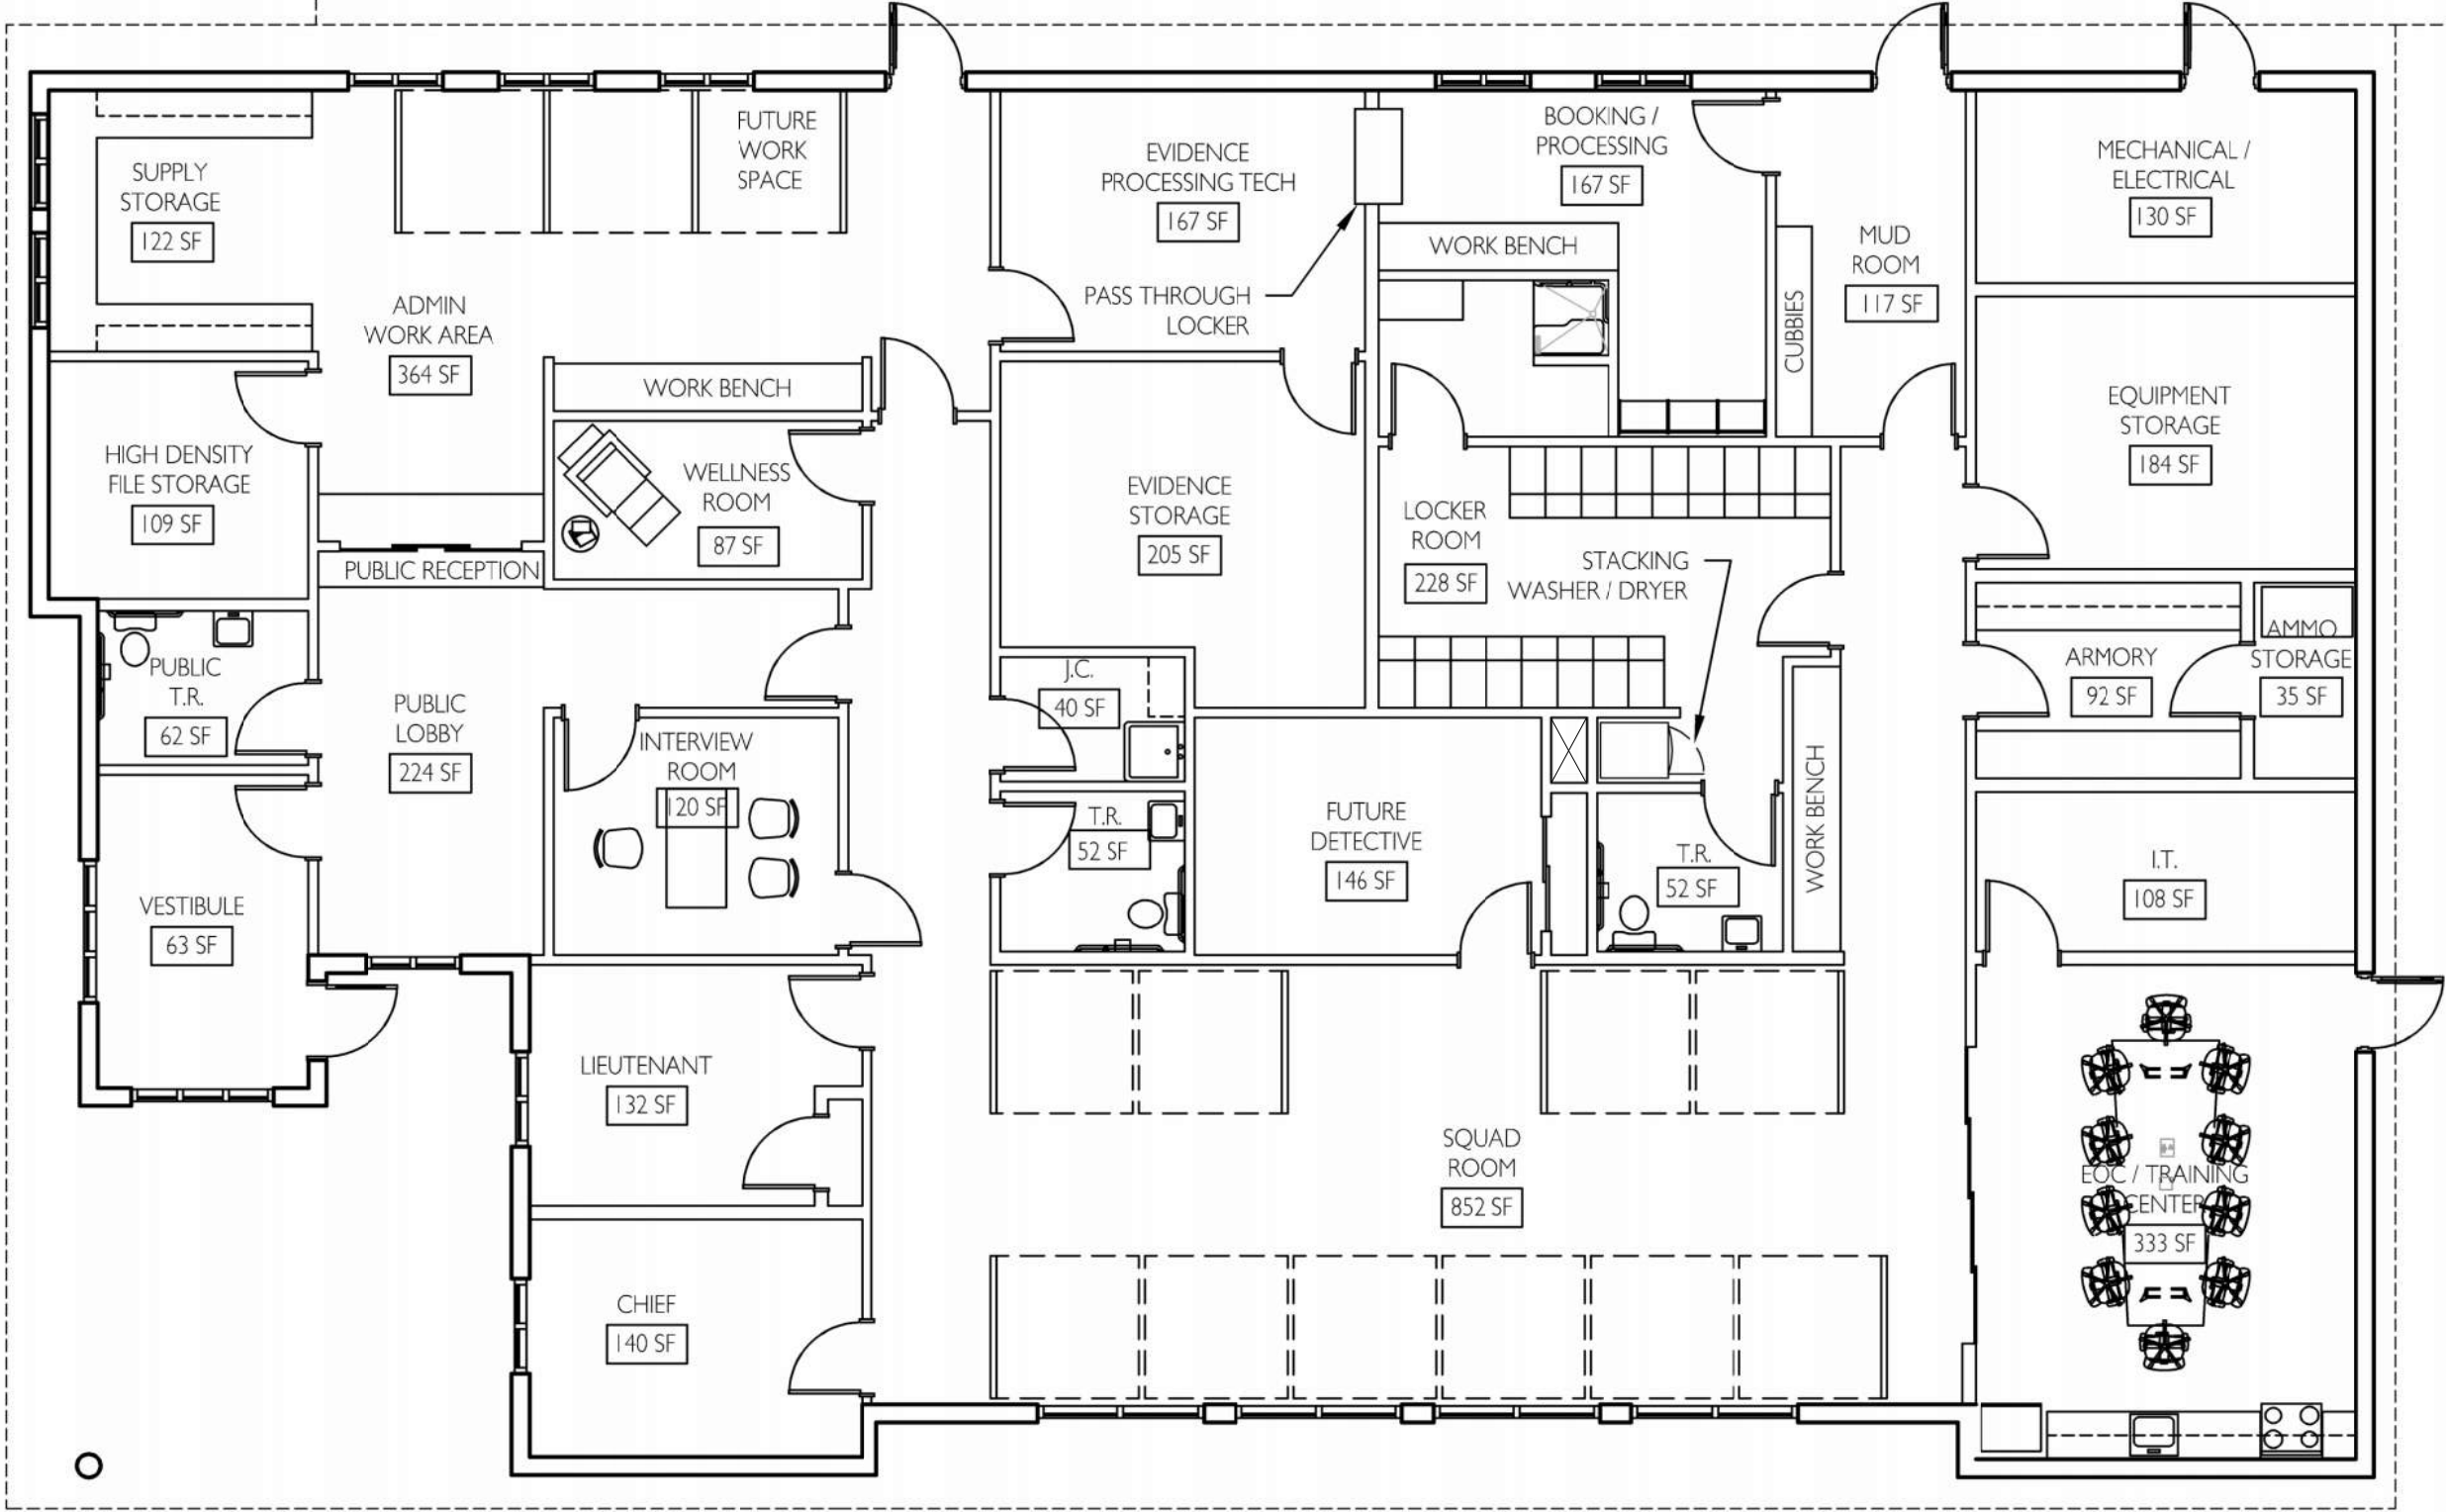 SUPPLY
STORAGE
122 SF
FUTURE
WORK
SPACE
ADMIN
WORK AREA
364 SF
WORK BENCH
HIGH DENSITY
FILE STORAGE
109 SF
WELLNESS
ROOM
87 SF
PUBLIC RECEPTION
PUBLIC
T.R.
62 SF
PUBLIC
LOBBY
224 SF
INTERVIEW
ROOM
120 SF
VESTIBULE
63 SF
LIEUTENANT
132 SF
CHIEF
140 SF
EVIDENCE
PROCESSING TECH
167 SF
PASS THROUGH
LOCKER
EVIDENCE
STORAGE
205 SF
J.C.
40 SF
T.R.
52 SF
FUTURE
DETECTIVE
146 SF
BOOKING /
PROCESSING
167 SF
WORK BENCH
CUBBIES
MUD
ROOM
117 SF
LOCKER
ROOM
228 SF
STACKING
WASHER / DRYER
T.R.
52 SF
WORK BENCH
SQUAD
ROOM
852 SF
MECHANICAL /
ELECTRICAL
130 SF
EQUIPMENT
STORAGE
184 SF
ARMORY
92 SF
AMMO
STORAGE
35 SF
I.T.
108 SF
EOC / TRAINING
CENTER
333 SF